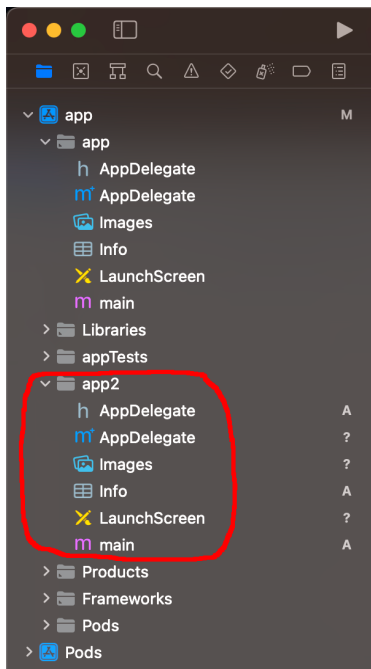 app M
app
h AppDelegate
m+ AppDelegate
Images
Info
LaunchScreen
m main
Libraries
appTests
app2
h AppDelegate A
m+ AppDelegate ?
Images ?
Info A
LaunchScreen ?
m main A
Products
Frameworks
Pods
Pods